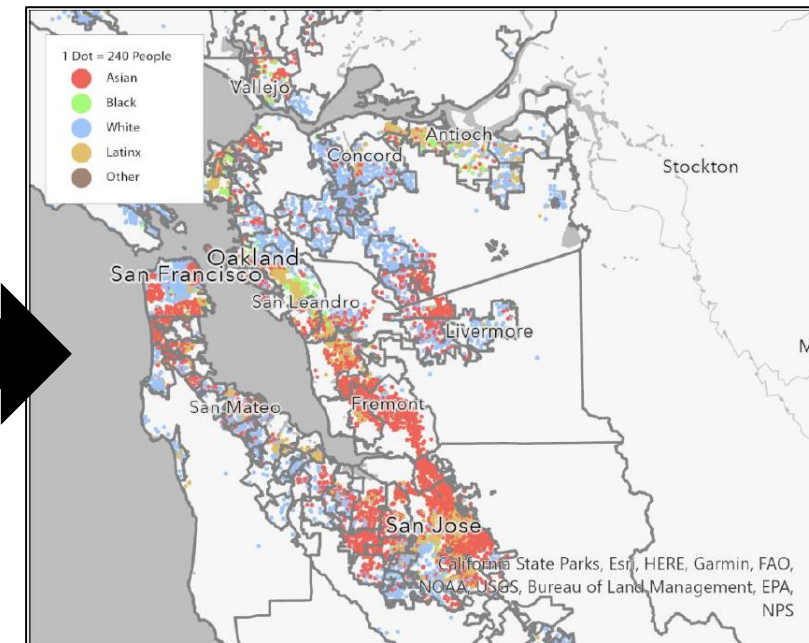 1 Dot = 240 People
Asian
Black
White
Latinx
Other
Vallejo
Antioch
Concord
Stockton
Oakland
San Francisco
San Leandro
Livermore
M
San Mateo
Fremont
San Jose
California State Parks, Esri, HERE, Garmin, FAO,
NOAA, USGS, Bureau of Land Management, EPA,
NPS